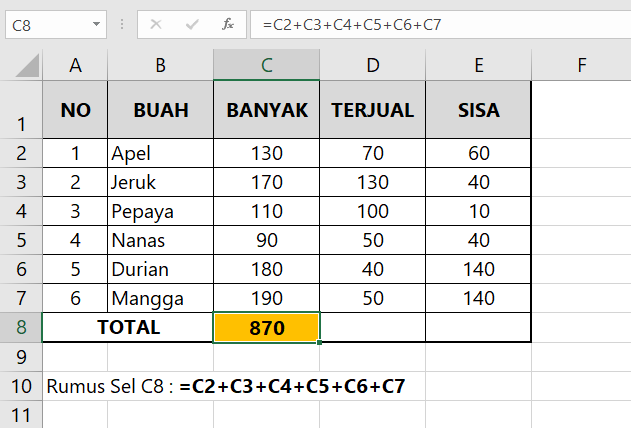 C8 fx =C2+C3+C4+C5+C6+C7
A B C D E F
1 NO BUAH BANYAK TERJUAL SISA
2 1 Apel 130 70 60
3 2 Jeruk 170 130 40
4 3 Pepaya 110 100 10
5 4 Nanas 90 50 40
6 5 Durian 180 40 140
7 6 Mangga 190 50 140
8 TOTAL 870
9
10 Rumus Sel C8 : =C2+C3+C4+C5+C6+C7
11